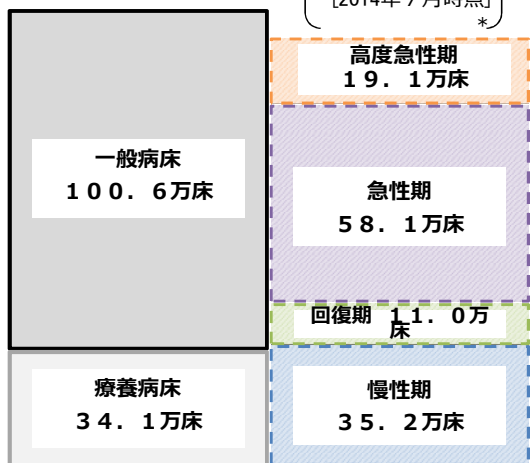 [2014年7月時点]
*
高度急性期
19．1万床
一般病床
100．6万床
急性期
58．1万床
回復期 11．0万
床
療養病床
34．1万床
慢性期
35．2万床